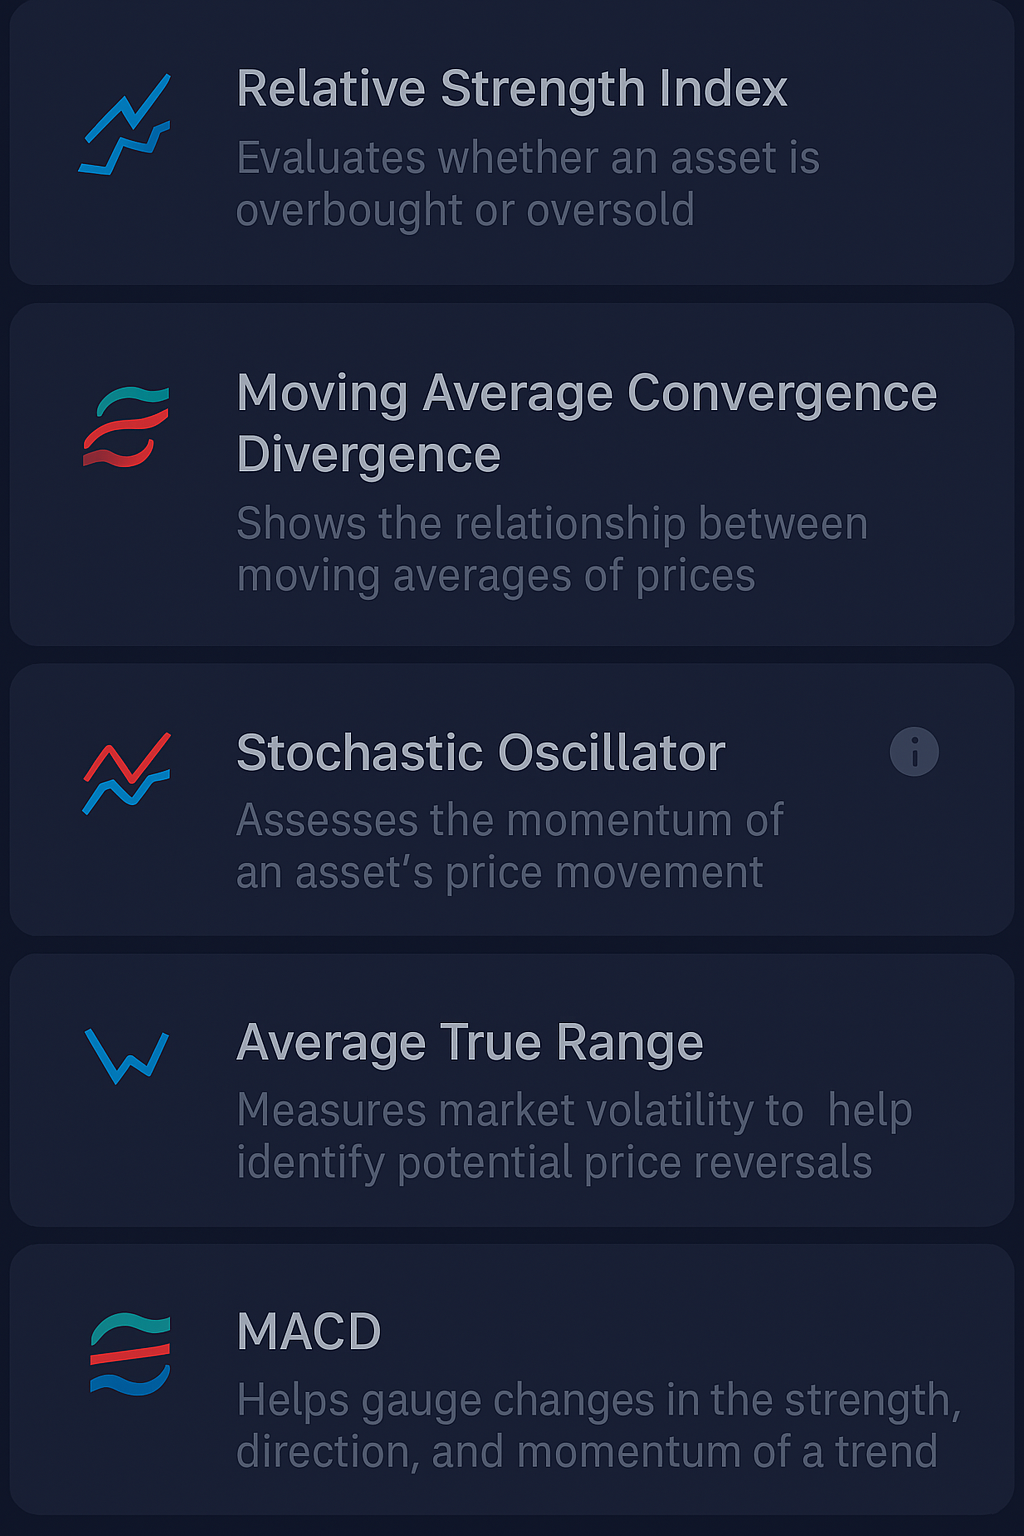 Relative Strength Index
Evaluates whether an asset is
overbought or oversold
Moving Average Convergence
Divergence
Shows the relationship between
moving averages of prices
Stochastic Oscillator
Assesses the momentum of
an asset’s price movement
Average True Range
Measures market volatility to  help
identify potential price reversals
MACD
Helps gauge changes in the strength,
direction, and momentum of a trend